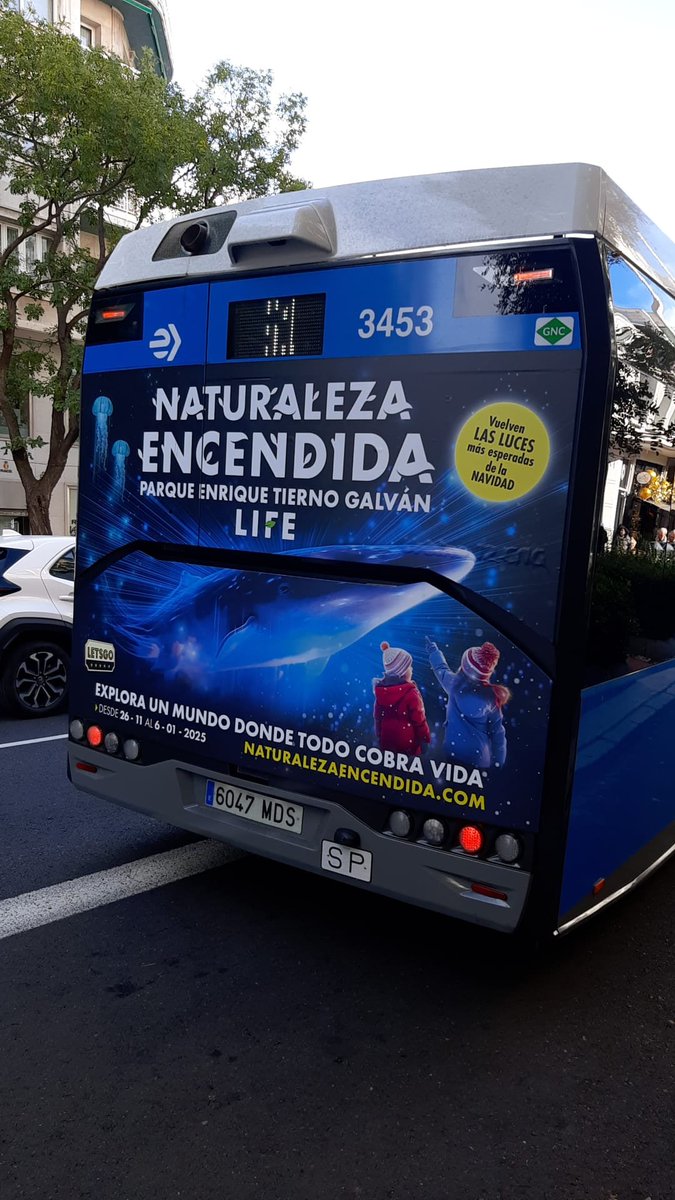 3453
GNC
NATURALEZA
ENCENDIDA
PARQUE ENRIQUE TIERNO GALVÁN
LIFE
Vuelven
LAS LUCES
más esperadas
de la
NAVIDAD
LETSGO
EXPLORA UN MUNDO DONDE TODO COBRA VIDA
DESDE 26-11 AL 6-01-2025
NATURALEZAENCENDIDA.COM
6047 MDS
SP